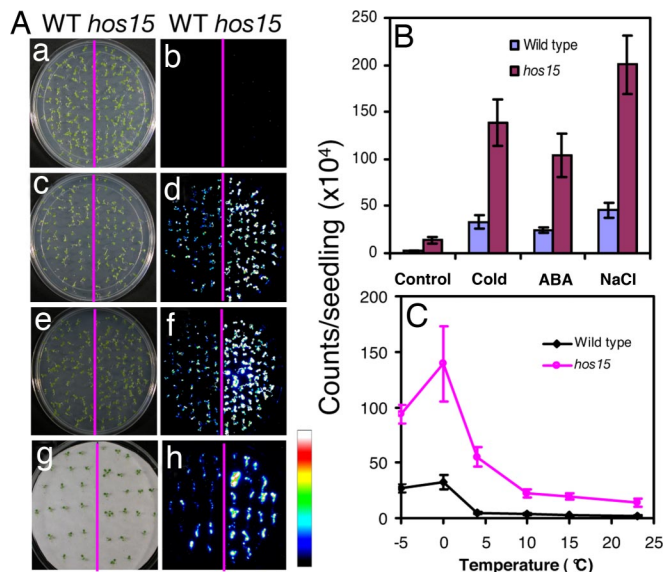 WT hos15 WT hos15
A
a
b
c
d
e
f
g
h
B
Wild type
hos15
250
200
150
100
50
0
Control Cold ABA NaCl
Counts/seedling (x10⁴)
C
Wild type
hos15
200
150
100
50
0
-5 0 5 10 15 20 25
Temperature ( °C)